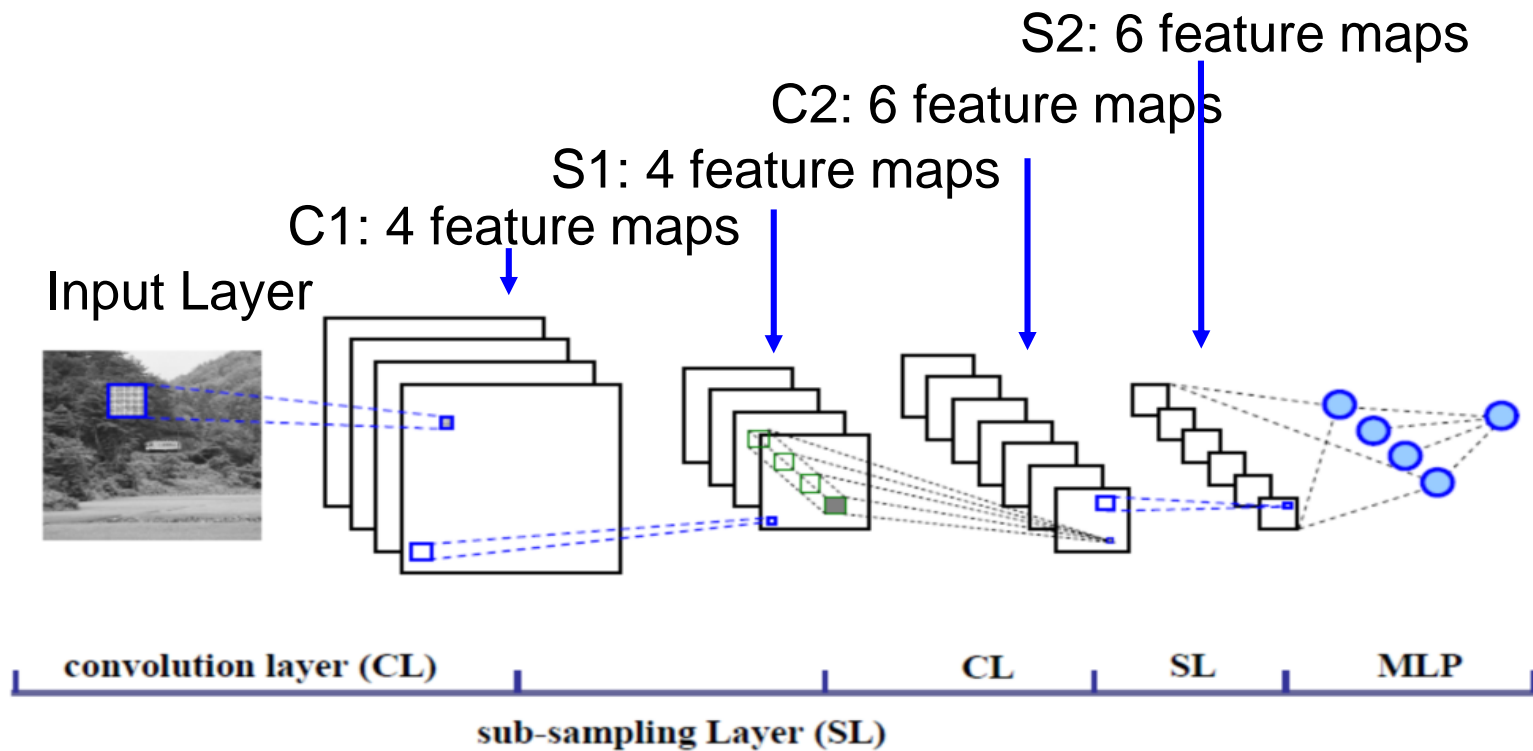 S2: 6 feature maps
C2: 6 feature maps
S1: 4 feature maps
C1: 4 feature maps
Input Layer
convolution layer (CL)
CL
SL
MLP
sub-sampling Layer (SL)